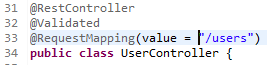 31 @RestController
32 @Validated
33 @RequestMapping(value = "/users")
34 public class UserController {